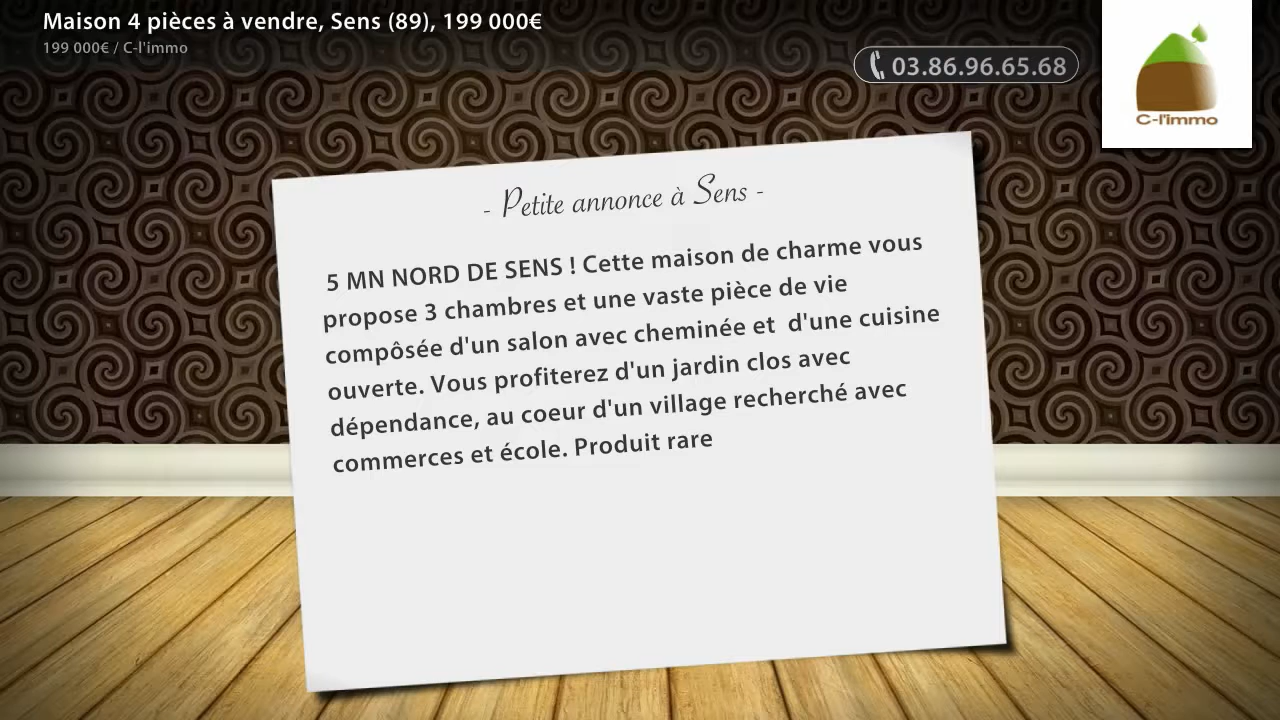 Maison 4 pièces à vendre, Sens (89), 199 000€
199 000€ / C-l'immo
03.86.96.65.68
C-l'immo
- Petite annonce à Sens -
5 MN NORD DE SENS ! Cette maison de charme vous
propose 3 chambres et une vaste pièce de vie
compôsée d'un salon avec cheminée et  d'une cuisine
ouverte. Vous profiterez d'un jardin clos avec
dépendance, au coeur d'un village recherché avec
commerces et école. Produit rare